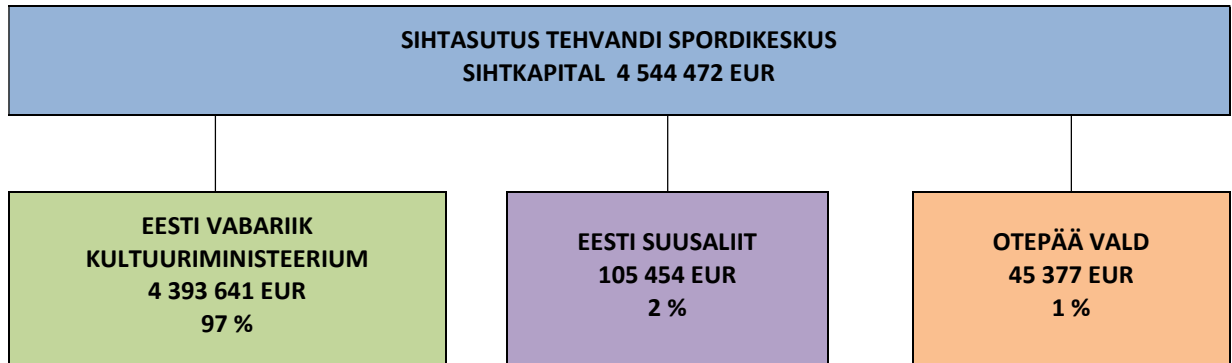 SIHTASUTUS TEHVANDI SPORDIKESKUS
SIHTKAPITAL 4 544 472 EUR
EESTI VABARIIK
KULTUURIMINISTEERIUM
4 393 641 EUR
97 %
EESTI SUUSALIIT
105 454 EUR
2 %
OTEPÄÄ VALD
45 377 EUR
1 %